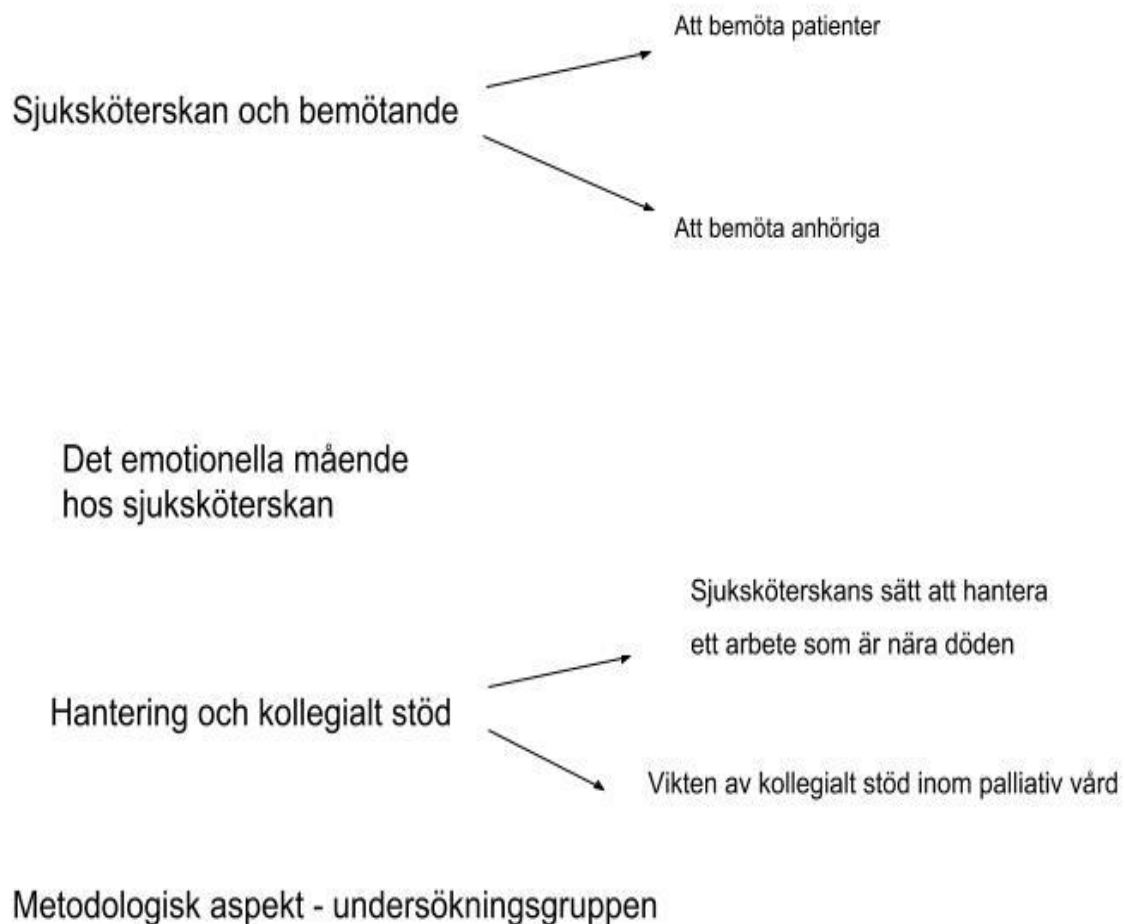 Att bemöta patienter
Sjuksköterskan och bemötande
Att bemöta anhöriga
Det emotionella mående
hos sjuksköterskan
Sjuksköterskans sätt att hantera
ett arbete som är nära döden
Hantering och kollegialt stöd
Vikten av kollegialt stöd inom palliativ vård
Metodologisk aspekt - undersökningsgruppen